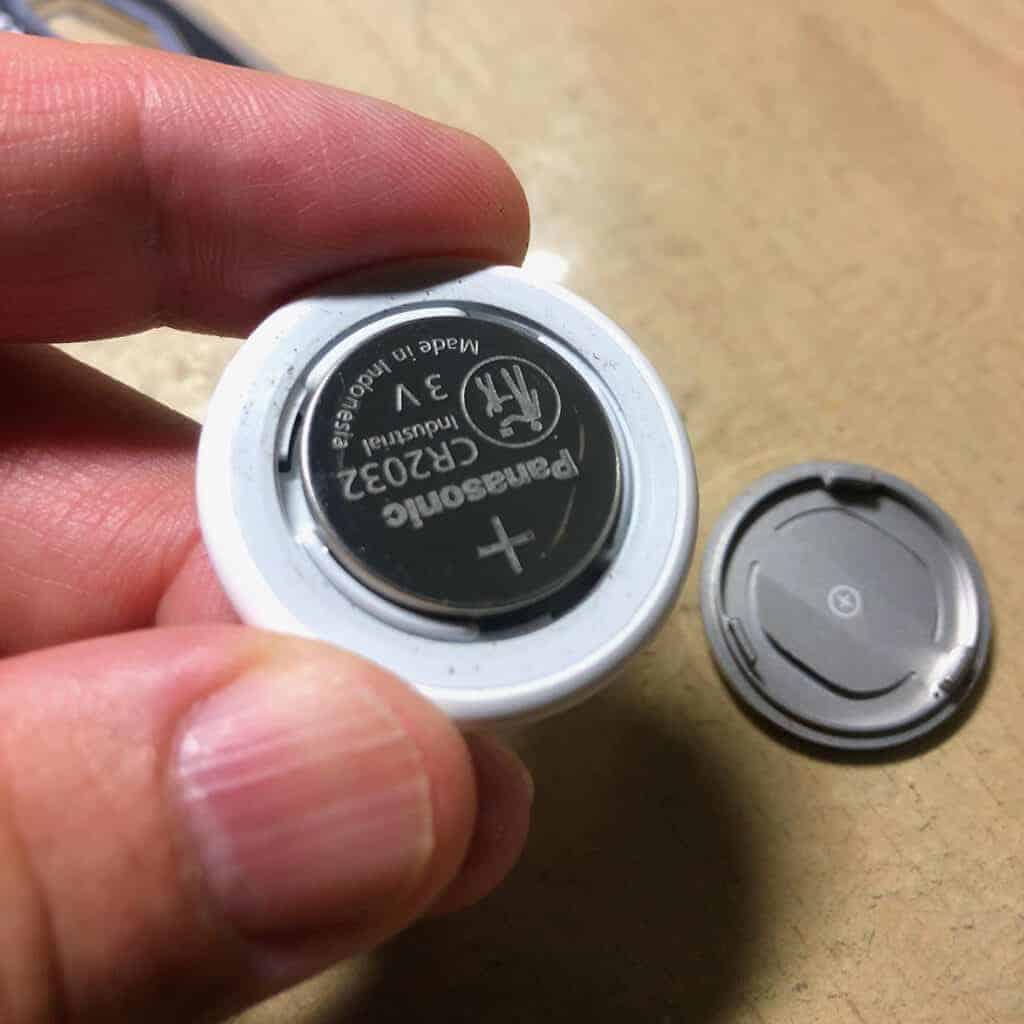 +
Panasonic
CR2032
Industrial
3 V
Made in Indonesia